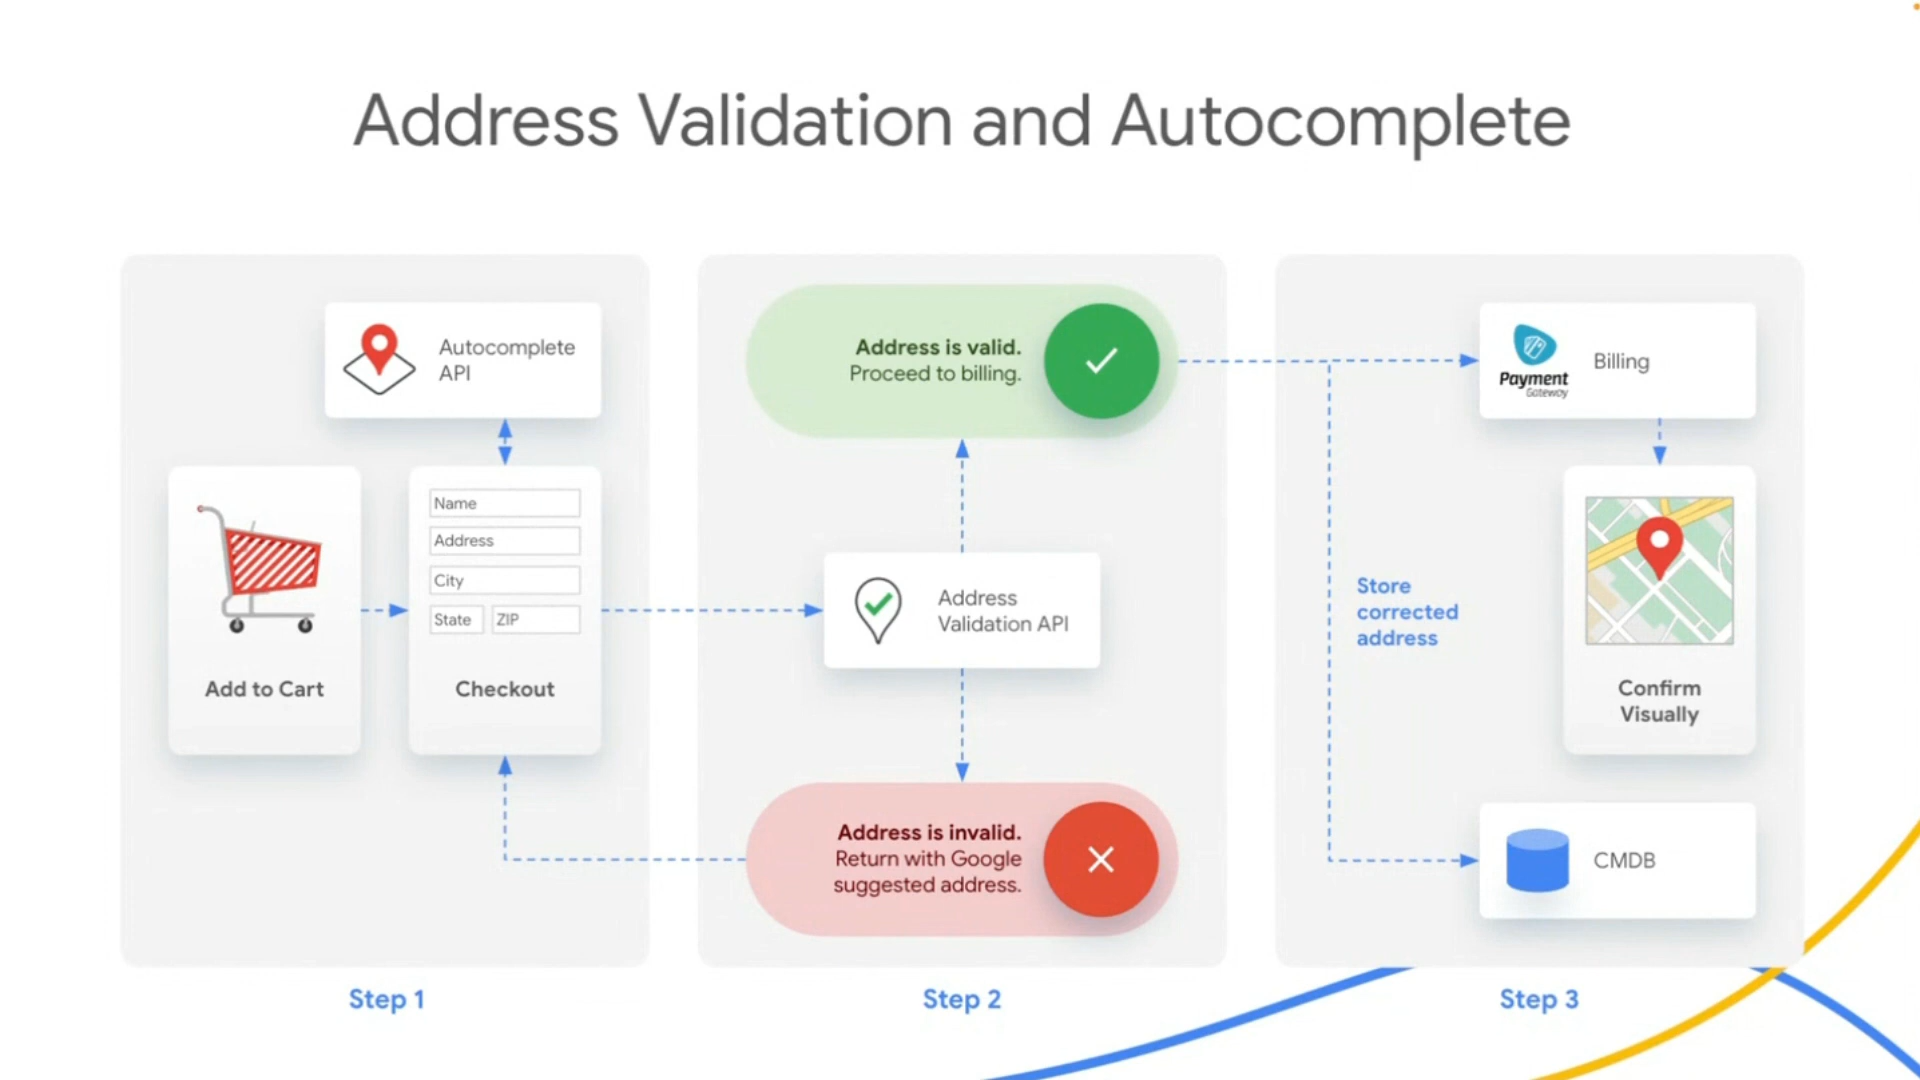 Address Validation and Autocomplete
Autocomplete
API
Name
Address
City
State
ZIP
Add to Cart
Checkout
Step 1
Address is valid.
Proceed to billing.
Address
Validation API
Address is invalid.
Return with Google
suggested address.
Step 2
Payment
Gateway
Billing
Store
corrected
address
Confirm
Visually
CMDB
Step 3